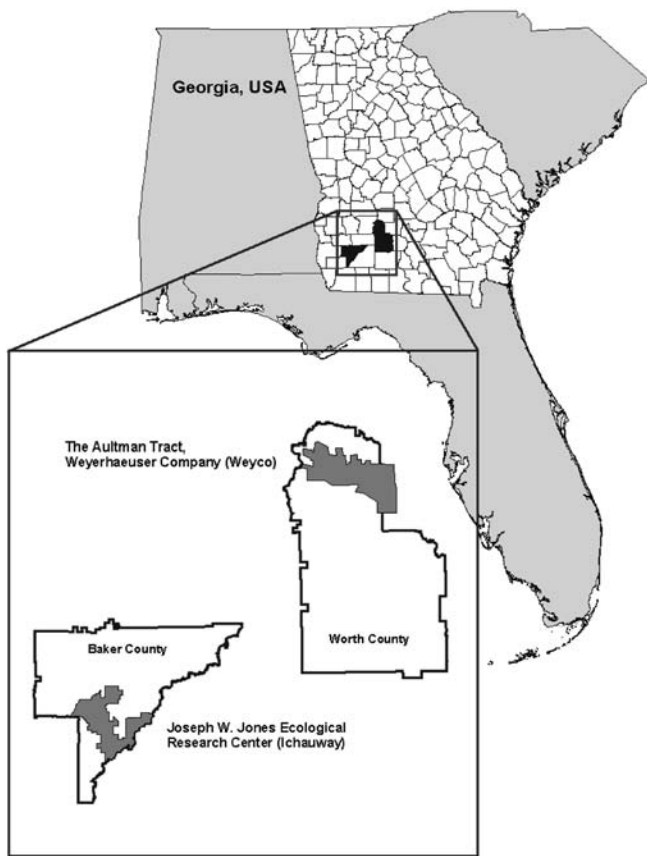 Georgia, USA
The Aultman Tract,
Weyerhaeuser Company (Weyco)
Worth County
Baker County
Joseph W. Jones Ecological
Research Center (Ichauway)